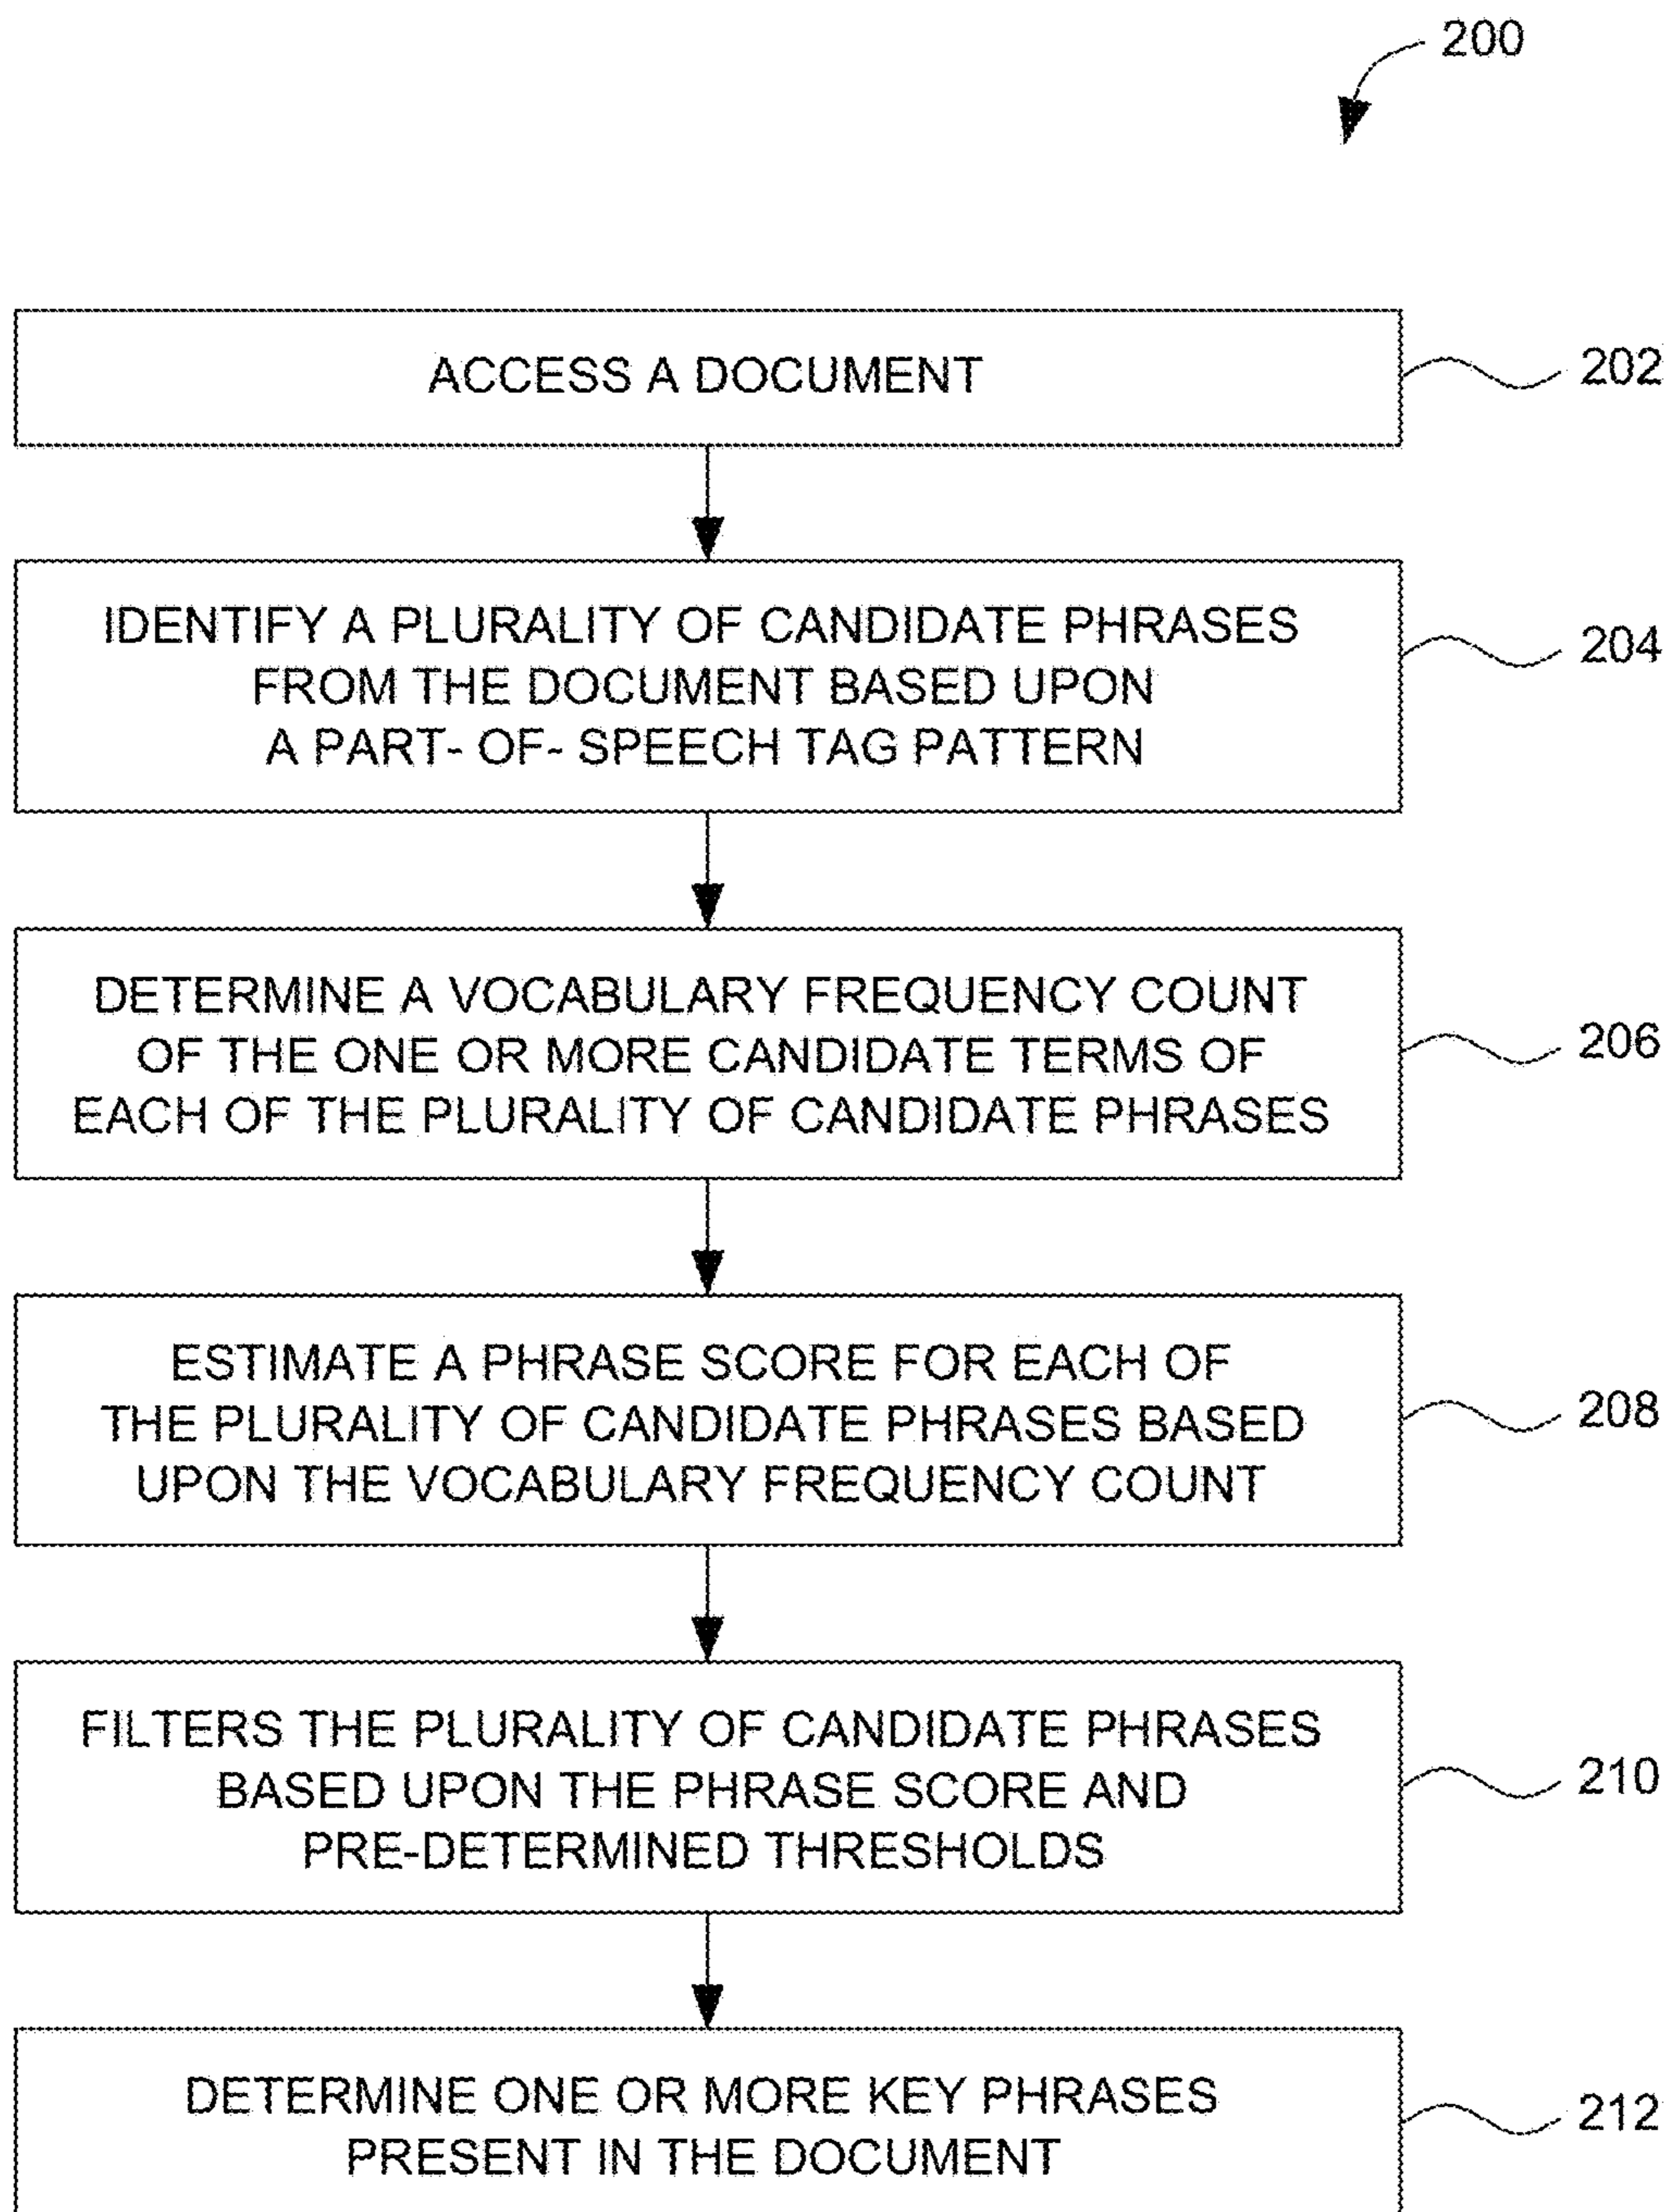 200
ACCESS A DOCUMENT
202
IDENTIFY A PLURALITY OF CANDIDATE PHRASES
FROM THE DOCUMENT BASED UPON
A PART- OF- SPEECH TAG PATTERN
204
DETERMINE A VOCABULARY FREQUENCY COUNT
OF THE ONE OR MORE CANDIDATE TERMS OF
EACH OF THE PLURALITY OF CANDIDATE PHRASES
206
ESTIMATE A PHRASE SCORE FOR EACH OF
THE PLURALITY OF CANDIDATE PHRASES BASED
UPON THE VOCABULARY FREQUENCY COUNT
208
FILTERS THE PLURALITY OF CANDIDATE PHRASES
BASED UPON THE PHRASE SCORE AND
PRE-DETERMINED THRESHOLDS
210
DETERMINE ONE OR MORE KEY PHRASES
PRESENT IN THE DOCUMENT
212